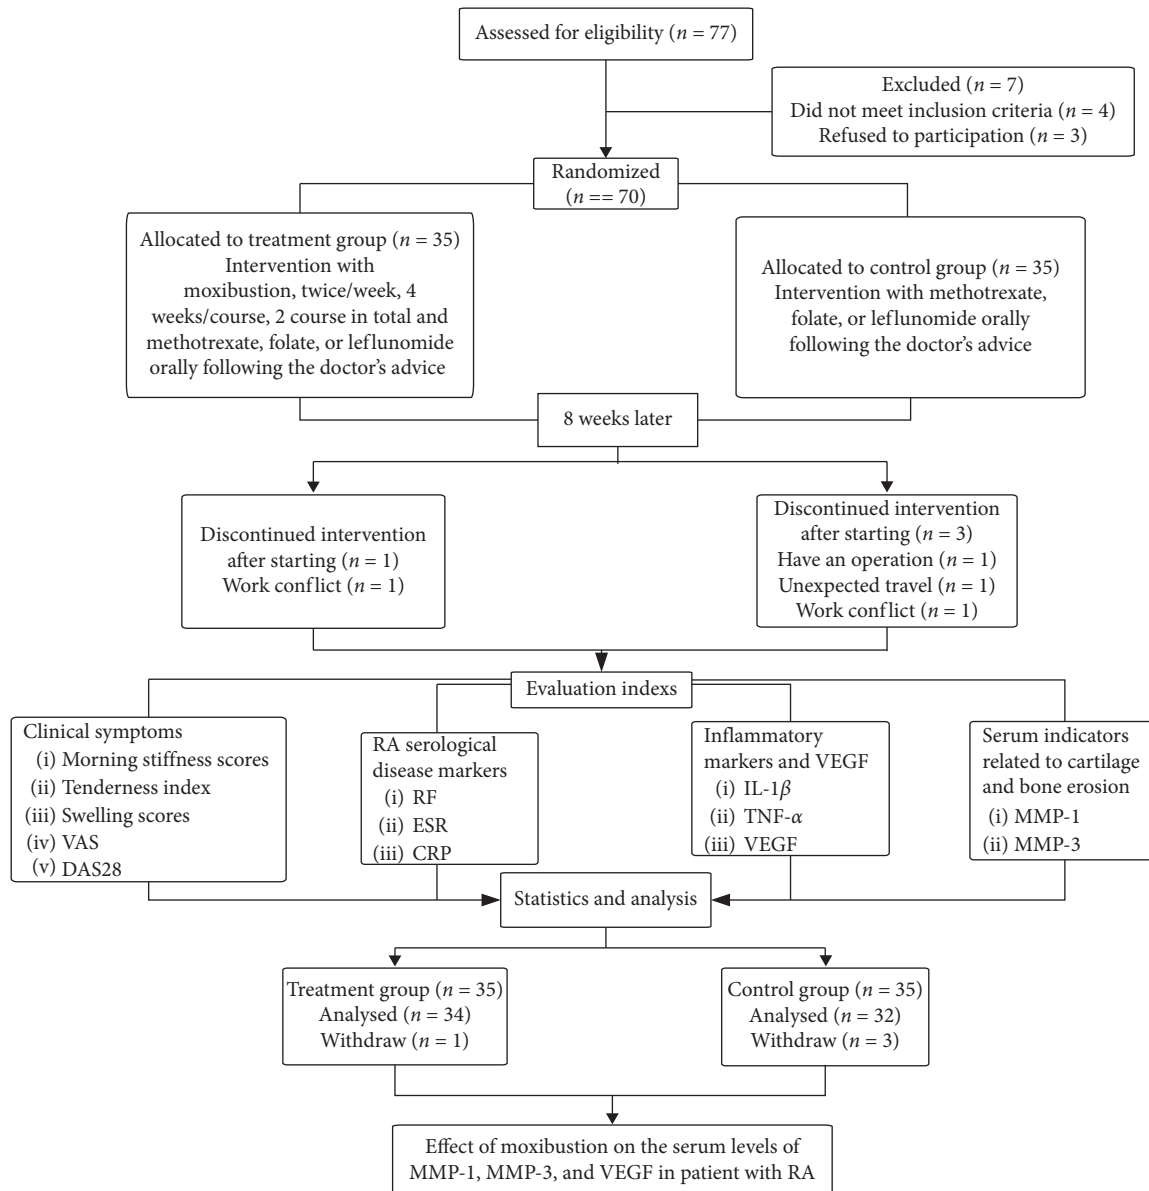 Assessed for eligibility (n = 77)
Excluded (n = 7)
Did not meet inclusion criteria (n = 4)
Refused to participation (n = 3)
Randomized
(n == 70)
Allocated to treatment group (n = 35)
Intervention with
moxibustion, twice/week, 4
weeks/course, 2 course in total and
methotrexate, folate, or leflunomide
orally following the doctor's advice
Allocated to control group (n = 35)
Intervention with methotrexate,
folate, or leflunomide orally
following the doctor's advice
8 weeks later
Discontinued intervention
after starting (n = 1)
Work conflict (n = 1)
Discontinued intervention
after starting (n = 3)
Have an operation (n = 1)
Unexpected travel (n = 1)
Work conflict (n = 1)
Evaluation indexs
Clinical symptoms
(i) Morning stiffness scores
(ii) Tenderness index
(iii) Swelling scores
(iv) VAS
(v) DAS28
RA serological
disease markers
(i) RF
(ii) ESR
(iii) CRP
Inflammatory
markers and VEGF
(i) IL-1β
(ii) TNF-α
(iii) VEGF
Serum indicators
related to cartilage
and bone erosion
(i) MMP-1
(ii) MMP-3
Statistics and analysis
Treatment group (n = 35)
Analysed (n = 34)
Withdraw (n = 1)
Control group (n = 35)
Analysed (n = 32)
Withdraw (n = 3)
Effect of moxibustion on the serum levels of
MMP-1, MMP-3, and VEGF in patient with RA